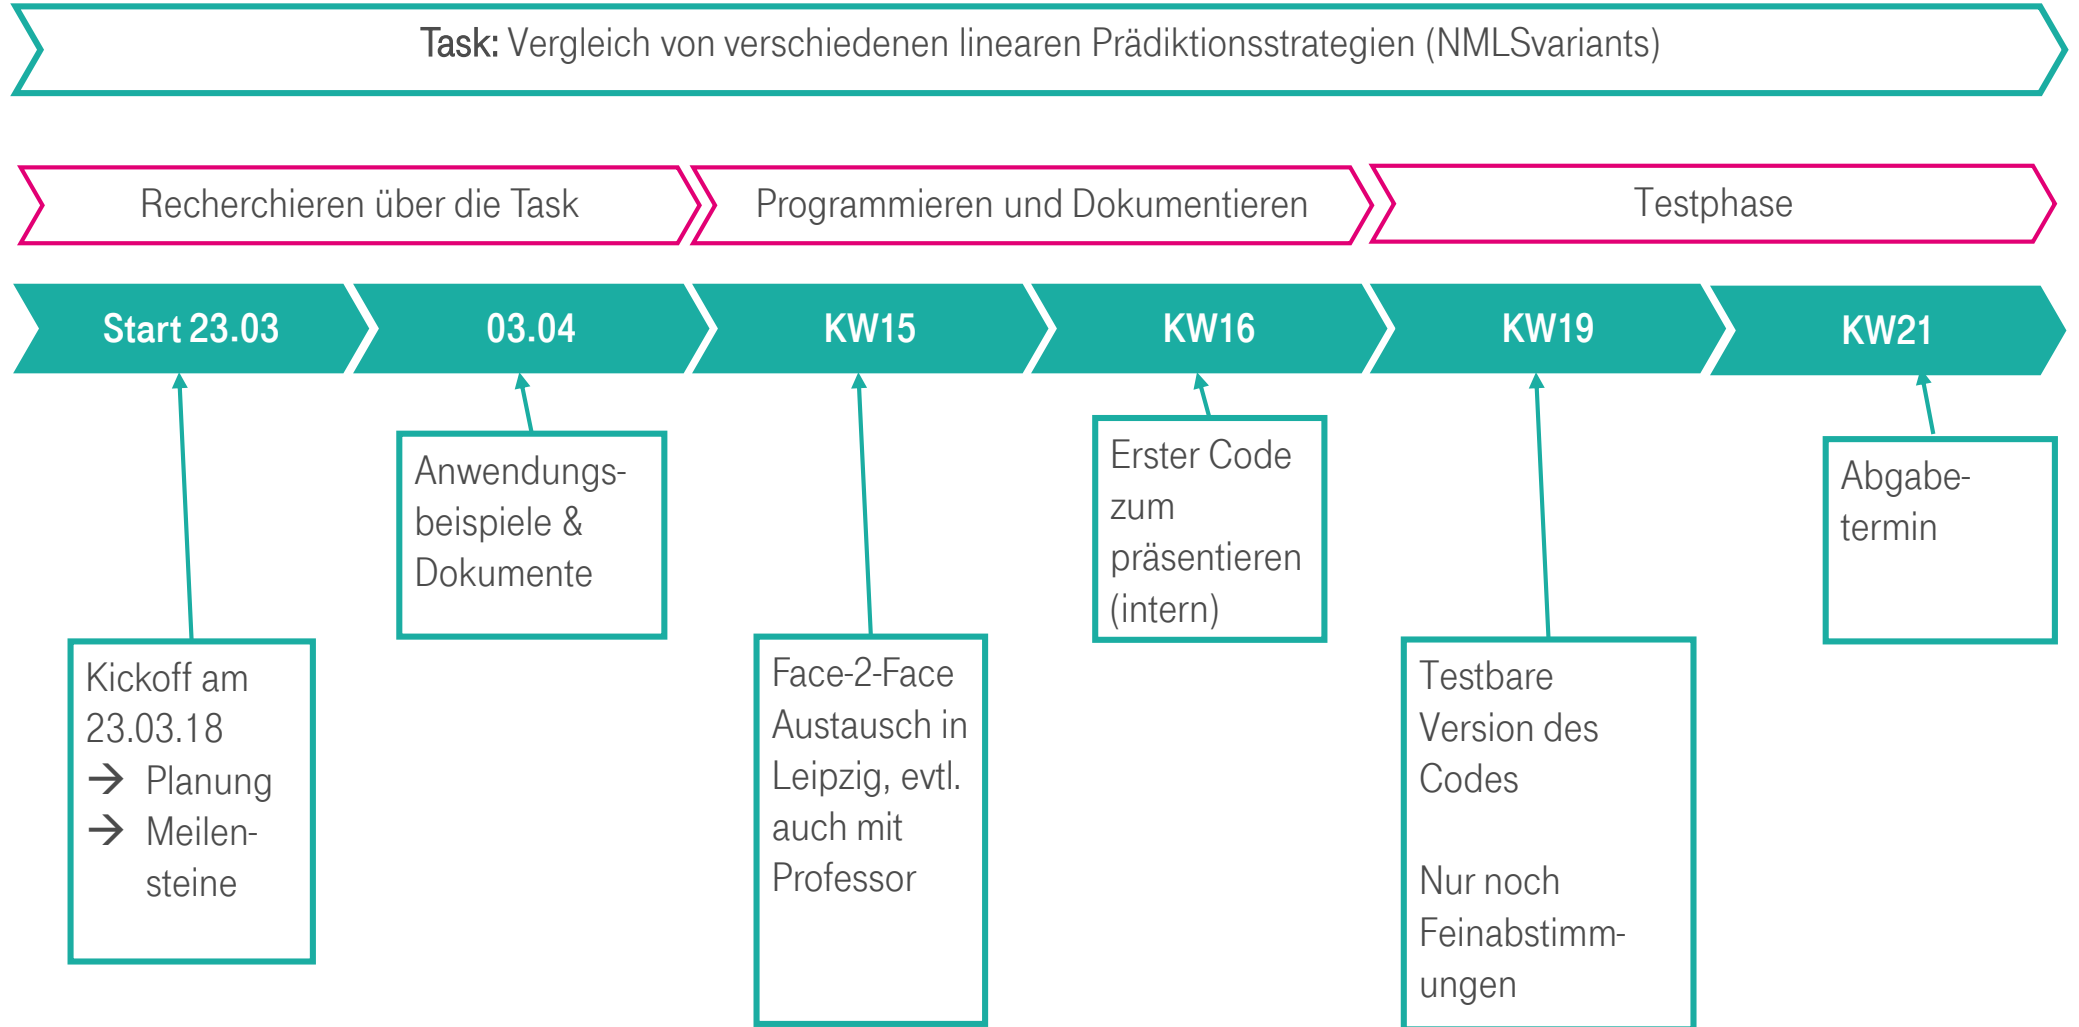 Task: Vergleich von verschiedenen linearen Prädiktionsstrategien (NMLSvariants)
Recherchieren über die Task
Programmieren und Dokumentieren
Testphase
Start 23.03
03.04
KW15
KW16
KW19
KW21
Kickoff am
23.03.18
→ Planung
→ Meilen-
steine
Anwendungs-
beispiele &
Dokumente
Face-2-Face
Austausch in
Leipzig, evtl.
auch mit
Professor
Erster Code
zum
präsentieren
(intern)
Testbare
Version des
Codes
Nur noch
Feinabstimm-
ungen
Abgabe-
termin